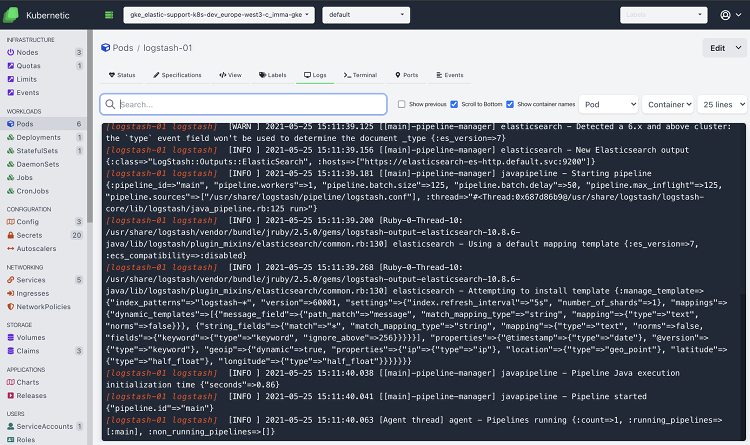 Kubernetic
gke_elastic-support-k8s-dev_europe-west3-c_imma-gke
default
Labels
INFRASTRUCTURE
Nodes 3
Quotas 1
Limits
Events
WORKLOADS
Pods 6
Deployments 1
StatefulSets 1
DaemonSets
Jobs
CronJobs
CONFIGURATION
Config 3
Secrets 20
Autoscalers
NETWORKING
Services 5
Ingresses
NetworkPolicies
STORAGE
Volumes
Claims 3
APPLICATIONS
Charts
Releases
USERS
ServiceAccounts 1
Roles
Pods / logstash-01
Edit
Status Specifications View Labels Logs Terminal Ports Events
Search...
Show previous Scroll to Bottom Show container names
Pod Container 25 lines
[logstash-01 logstash] [WARN ] 2021-05-25 15:11:39.125 [[main]-pipeline-manager] elasticsearch - Detected a 6.x and above cluster:
the `type` event field won't be used to determine the document _type {:es_version=>7}
[logstash-01 logstash] [INFO ] 2021-05-25 15:11:39.156 [[main]-pipeline-manager] elasticsearch - New Elasticsearch output
{:class=>"LogStash::Outputs::ElasticSearch", :hosts=>["https://elasticsearch-es-http.default.svc:9200"]}
[logstash-01 logstash] [INFO ] 2021-05-25 15:11:39.181 [[main]-pipeline-manager] javapipeline - Starting pipeline
{:pipeline_id=>"main", "pipeline.workers"=>1, "pipeline.batch.size"=>125, "pipeline.batch.delay"=>50, "pipeline.max_inflight"=>125,
"pipeline.sources"=>["/usr/share/logstash/pipeline/logstash.conf"], :thread=>"#<Thread:0x687d86b9@/usr/share/logstash/logstash-
core/lib/logstash/java_pipeline.rb:125 run>"}
[logstash-01 logstash] [INFO ] 2021-05-25 15:11:39.200 [Ruby-0-Thread-10:
/usr/share/logstash/vendor/bundle/jruby/2.5.0/gems/logstash-output-elasticsearch-10.8.6-
java/lib/logstash/plugin_mixins/elasticsearch/common.rb:130] elasticsearch - Using a default mapping template {:es_version=>7,
:ecs_compatibility=>:disabled}
[logstash-01 logstash] [INFO ] 2021-05-25 15:11:39.268 [Ruby-0-Thread-10:
/usr/share/logstash/vendor/bundle/jruby/2.5.0/gems/logstash-output-elasticsearch-10.8.6-
java/lib/logstash/plugin_mixins/elasticsearch/common.rb:130] elasticsearch - Attempting to install template {:manage_template=>
{"index_patterns"=>"logstash-*", "version"=>60001, "settings"=>{"index.refresh_interval"=>"5s", "number_of_shards"=>1}, "mappings"=>
{"dynamic_templates"=>[{"message_field"=>{"path_match"=>"message", "match_mapping_type"=>"string", "mapping"=>{"type"=>"text",
"norms"=>false}}}, {"string_fields"=>{"match"=>"*", "match_mapping_type"=>"string", "mapping"=>{"type"=>"text", "norms"=>false,
"fields"=>{"keyword"=>{"type"=>"keyword", "ignore_above"=>256}}}}}], "properties"=>{"@timestamp"=>{"type"=>"date"}, "@version"=>
{"type"=>"keyword"}, "geoip"=>{"dynamic"=>true, "properties"=>{"ip"=>{"type"=>"ip"}, "location"=>{"type"=>"geo_point"}, "latitude"=>
{"type"=>"half_float"}, "longitude"=>{"type"=>"half_float"}}}}}}}
[logstash-01 logstash] [INFO ] 2021-05-25 15:11:40.038 [[main]-pipeline-manager] javapipeline - Pipeline Java execution
initialization time {"seconds"=>0.86}
[logstash-01 logstash] [INFO ] 2021-05-25 15:11:40.041 [[main]-pipeline-manager] javapipeline - Pipeline started
{"pipeline.id"=>"main"}
[logstash-01 logstash] [INFO ] 2021-05-25 15:11:40.063 [Agent thread] agent - Pipelines running {:count=>1, :running_pipelines=>
[:main], :non_running_pipelines=>[]}